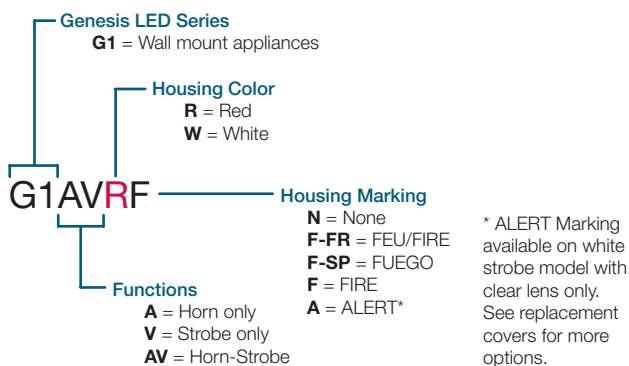 Genesis LED Series
G1 = Wall mount appliances
Housing Color
R = Red
W = White
G1AVRF
Housing Marking
N = None
F-FR = FEU/FIRE
F-SP = FUEGO
F = FIRE
A = ALERT*
* ALERT Marking
available on white
strobe model with
clear lens only.
See replacement
covers for more
options.
Functions
A = Horn only
V = Strobe only
AV = Horn-Strobe